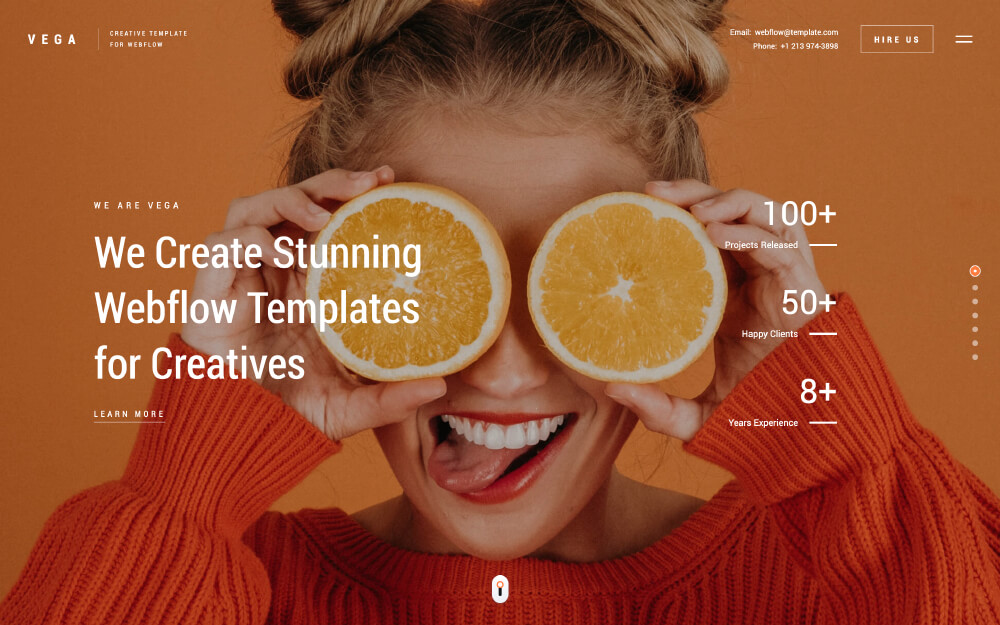 VEGA
CREATIVE TEMPLATE
FOR WEBFLOW
Email: webflow@template.com
Phone: +1 213 974-3898
HIRE US
WE ARE VEGA
We Create Stunning
Webflow Templates
for Creatives
LEARN MORE
100+
Projects Released
50+
Happy Clients
8+
Years Experience